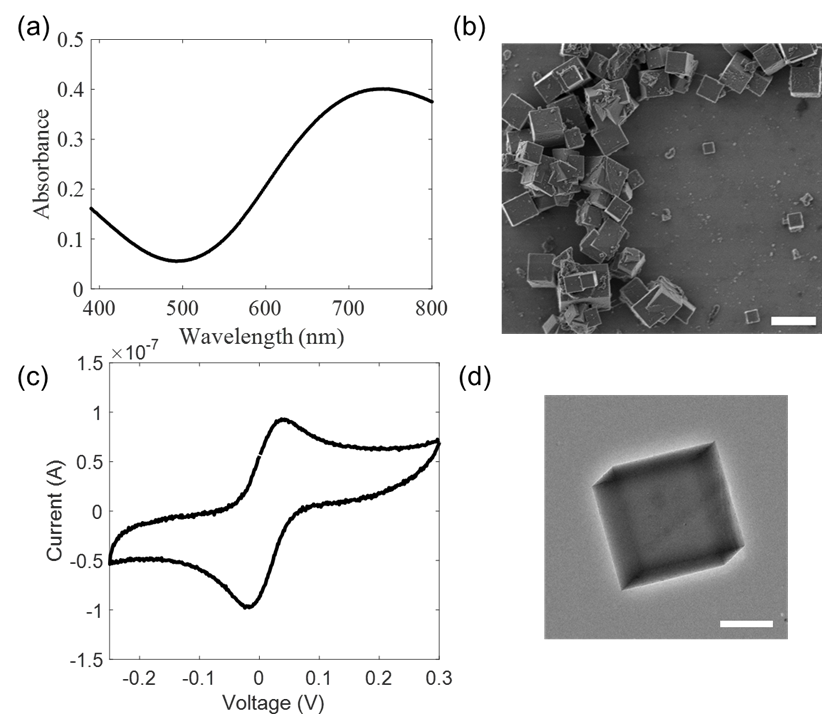 (a)
0.5
0.4
0.3
0.2
0.1
0
400 500 600 700 800
Absorbance
Wavelength (nm)
(b)
(c)
×10-7
1.5
1
0.5
0
-0.5
-1
-1.5
-0.2 -0.1 0 0.1 0.2 0.3
Current (A)
Voltage (V)
(d)